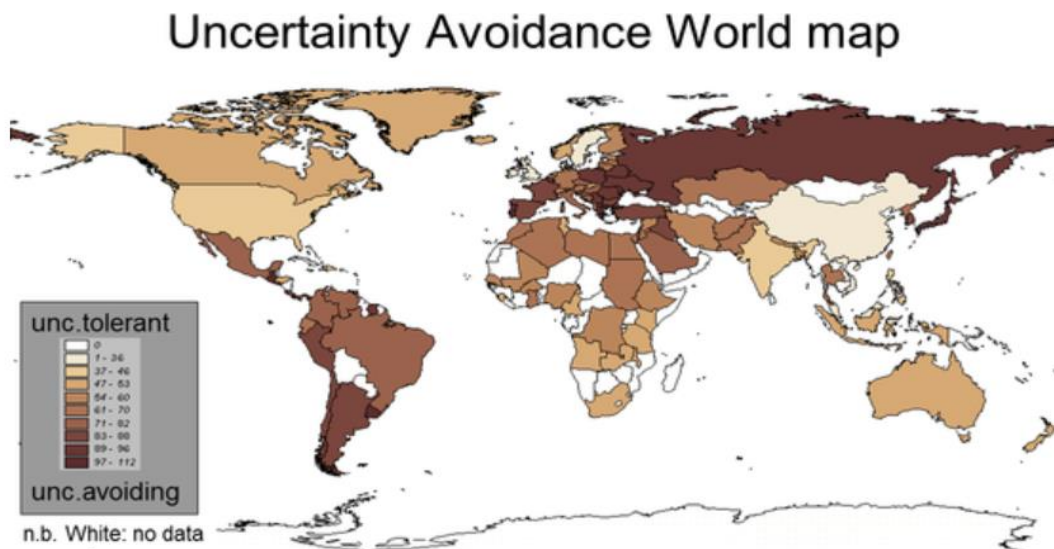 Uncertainty Avoidance World map
unc.tolerant
0
1 - 36
37 - 46
47 - 53
54 - 60
61 - 70
71 - 82
83 - 88
89 - 96
97 - 112
unc.avoiding
n.b. White: no data